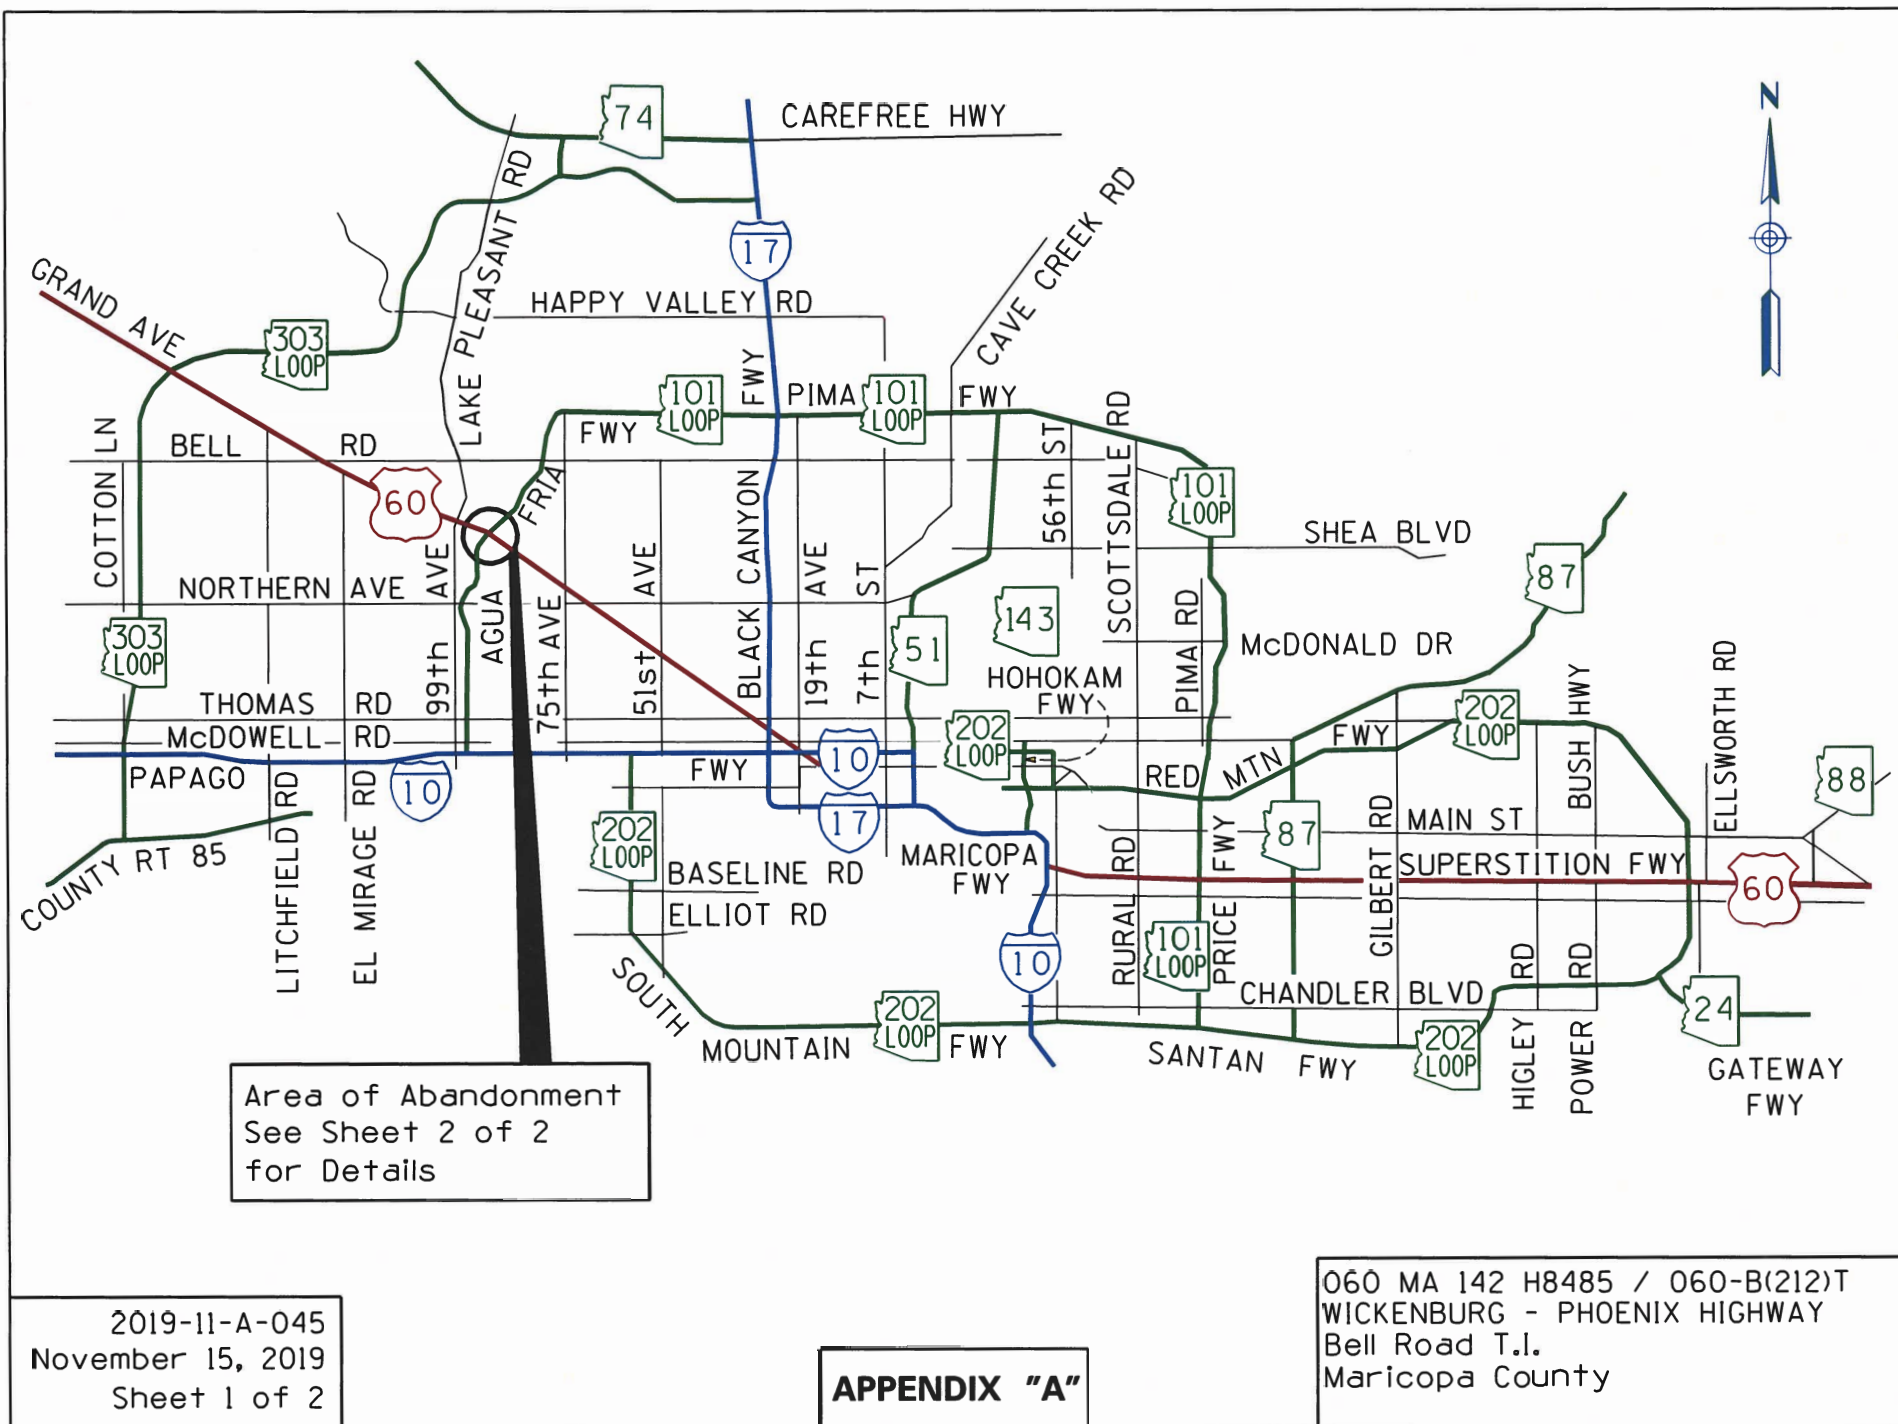 N
74
CAREFREE HWY
LAKE PLEASANT RD
17
CAVE CREEK RD
GRAND AVE
HAPPY VALLEY RD
303
LOOP
101
LOOP
FWY
PIMA
101
LOOP
FWY
FWY
BELL RD
COTTON LN
60
AGUA FRIA
BLACK CANYON
56th ST
SCOTTSDALE RD
101
LOOP
SHEA BLVD
87
NORTHERN AVE
99th AVE
75th AVE
51st AVE
19th AVE
7th ST
143
51
PIMA RD
McDONALD DR
303
LOOP
HOHOKAM
FWY
THOMAS RD
McDOWELL RD
202
LOOP
202
LOOP
FWY
BUSH HWY
ELLSWORTH RD
PAPAGO
10
FWY
10
RED MTN
88
17
LITCHFIELD RD
EL MIRAGE RD
COUNTY RT 85
202
LOOP
BASELINE RD
ELLIOT RD
MARICOPA
FWY
87
MAIN ST
SUPERSTITION FWY
60
RURAL RD
PRICE FWY
GILBERT RD
101
LOOP
10
CHANDLER BLVD
HIGLEY RD
POWER RD
24
GATEWAY
FWY
SOUTH
MOUNTAIN
202
LOOP
FWY
SANTAN FWY
202
LOOP
Area of Abandonment
See Sheet 2 of 2
for Details
2019-11-A-045
November 15, 2019
Sheet 1 of 2
APPENDIX "A"
060 MA 142 H8485 / 060-B(212)T
WICKENBURG - PHOENIX HIGHWAY
Bell Road T.I.
Maricopa County